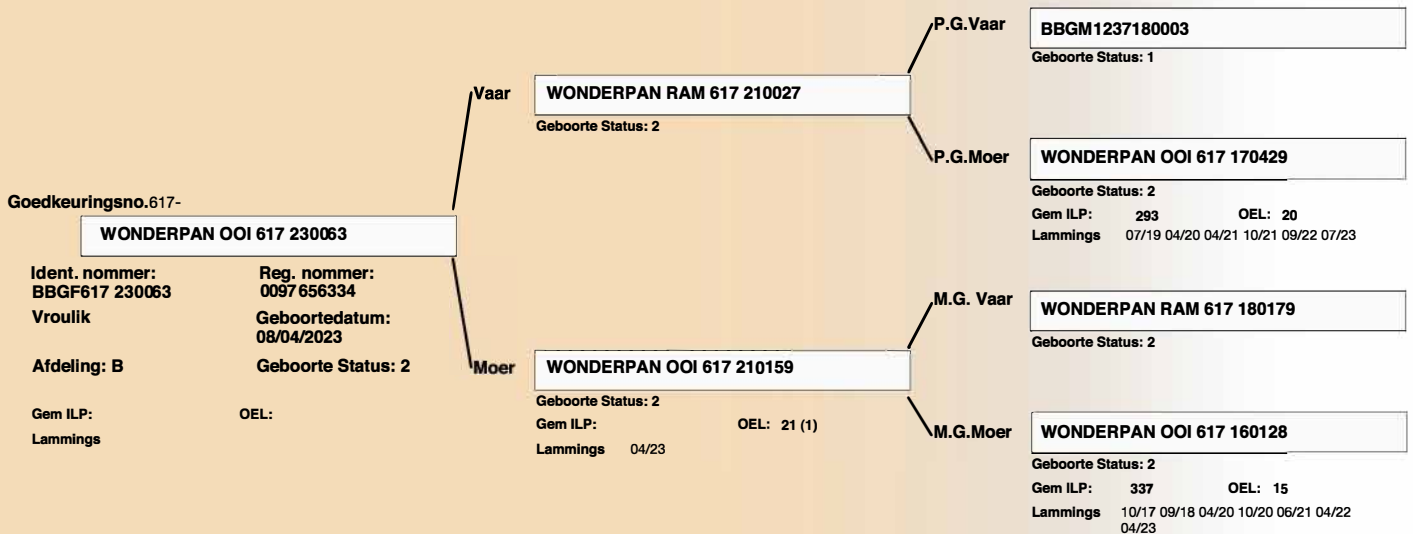 Goedkeuringsno.617-
WONDERPAN OOI 617 230063
Ident. nommer:
BBGF617 230063
Reg. nommer:
0097656334
Vroulik
Geboortedatum:
08/04/2023
Afdeling: B
Geboorte Status: 2
Gem ILP:
OEL:
Lammings
Vaar
WONDERPAN RAM 617 210027
Geboorte Status: 2
Moer
WONDERPAN OOI 617 210159
Geboorte Status: 2
Gem ILP:
OEL: 21 (1)
Lammings 04/23
P.G.Vaar
BBGM1237180003
Geboorte Status: 1
P.G.Moer
WONDERPAN OOI 617 170429
Geboorte Status: 2
Gem ILP: 293 OEL: 20
Lammings 07/19 04/20 04/21 10/21 09/22 07/23
M.G. Vaar
WONDERPAN RAM 617 180179
Geboorte Status: 2
M.G.Moer
WONDERPAN OOI 617 160128
Geboorte Status: 2
Gem ILP: 337 OEL: 15
Lammings 10/17 09/18 04/20 10/20 06/21 04/22
04/23